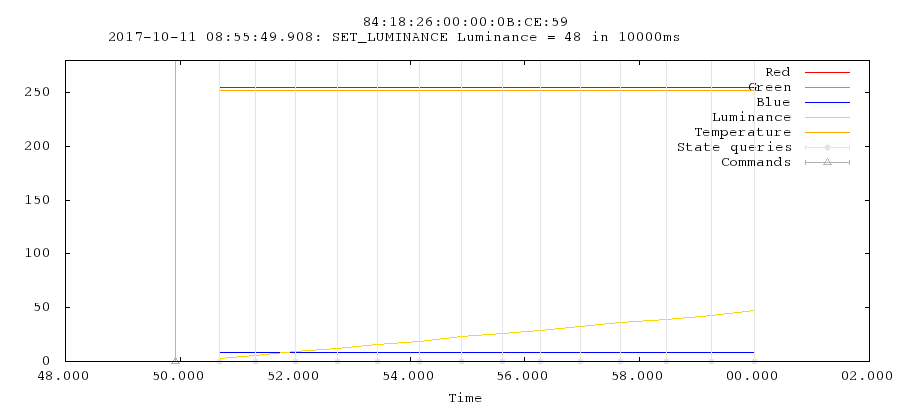 84:18:26:00:00:0B:CE:59
2017-10-11 08:55:49.908: SET_LUMINANCE Luminance = 48 in 10000ms
Red
Green
Blue
Luminance
Temperature
State queries
Commands
250
200
150
100
50
0
48.000 50.000 52.000 54.000 56.000 58.000 00.000 02.000
Time